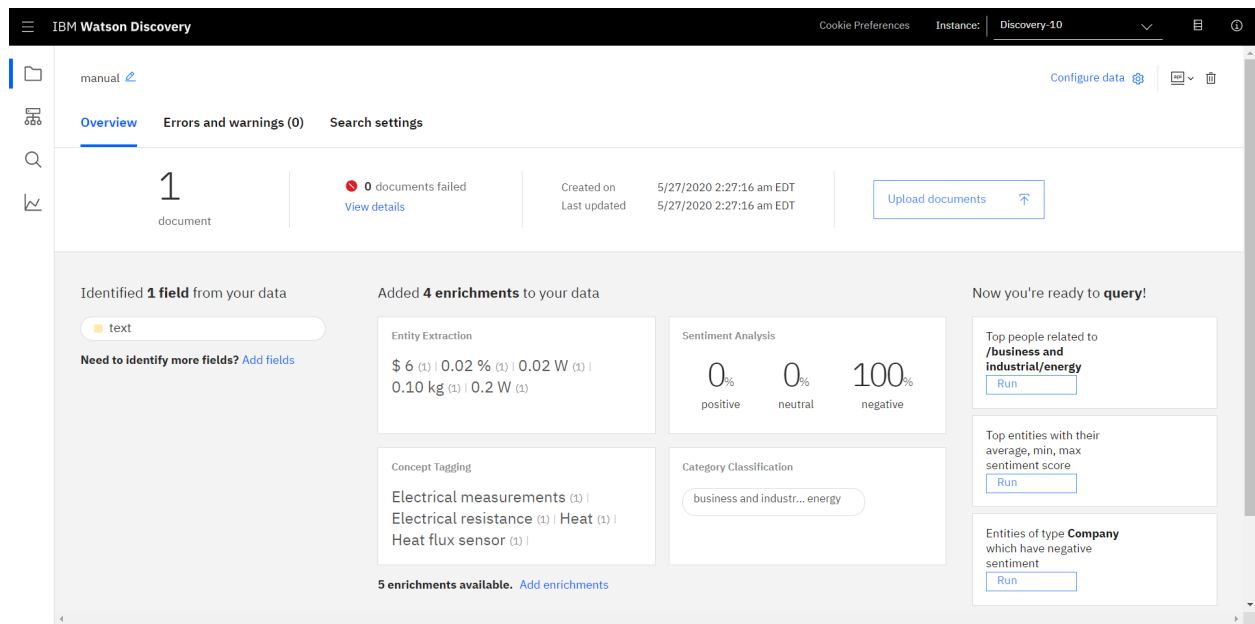 IBM Watson Discovery
Cookie Preferences
Instance:
Discovery-10
manual
Configure data
api
Overview
Errors and warnings (0)
Search settings
1
document
0 documents failed
View details
Created on 5/27/2020 2:27:16 am EDT
Last updated 5/27/2020 2:27:16 am EDT
Upload documents
Identified 1 field from your data
text
Need to identify more fields? Add fields
Added 4 enrichments to your data
Entity Extraction
$ 6 (1) | 0.02 % (1) | 0.02 W (1) |
0.10 kg (1) | 0.2 W (1)
Sentiment Analysis
0% 0% 100%
positive neutral negative
Concept Tagging
Electrical measurements (1) |
Electrical resistance (1) | Heat (1) |
Heat flux sensor (1) |
Category Classification
business and industr... energy
5 enrichments available. Add enrichments
Now you're ready to query!
Top people related to
/business and
industrial/energy
Run
Top entities with their
average, min, max
sentiment score
Run
Entities of type Company
which have negative
sentiment
Run